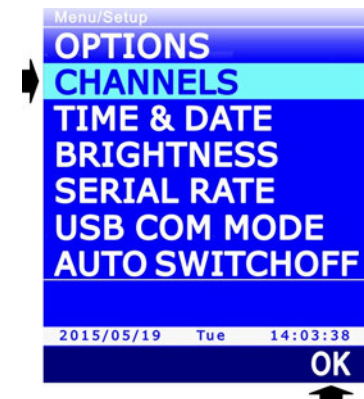 Menu/Setup
OPTIONS
CHANNELS
TIME & DATE
BRIGHTNESS
SERIAL RATE
USB COM MODE
AUTO SWITCHOFF
2015/05/19 Tue 14:03:38
OK